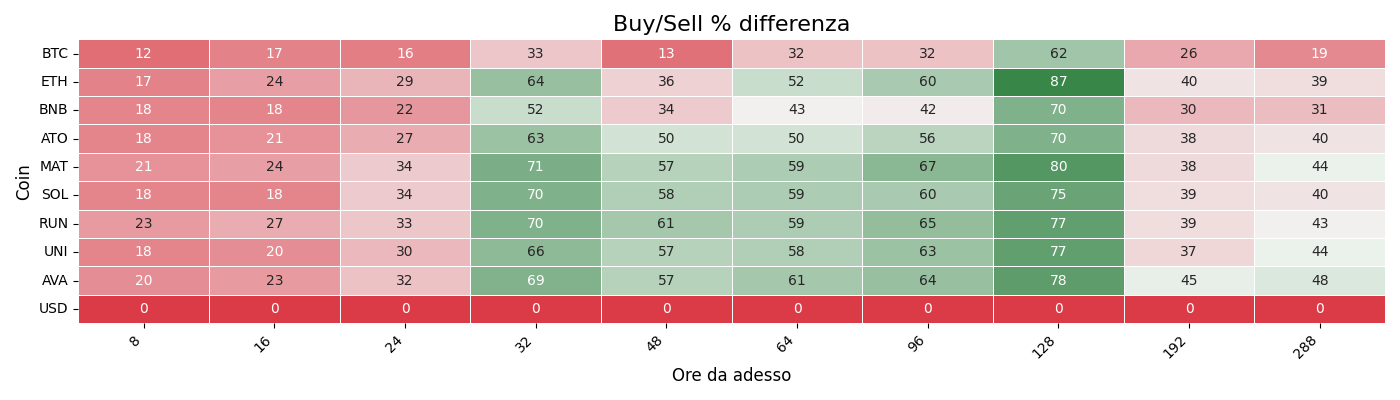 Buy/Sell % differenza
BTC 12 17 16 33 13 32 32 62 26 19
ETH 17 24 29 64 36 52 60 87 40 39
BNB 18 18 22 52 34 43 42 70 30 31
ATO 18 21 27 63 50 50 56 70 38 40
MAT 21 24 34 71 57 59 67 80 38 44
SOL 18 18 34 70 58 59 60 75 39 40
RUN 23 27 33 70 61 59 65 77 39 43
UNI 18 20 30 66 57 58 63 77 37 44
AVA 20 23 32 69 57 61 64 78 45 48
USD 0 0 0 0 0 0 0 0 0 0
Coin
8 16 24 32 48 64 96 128 192 288
Ore da adesso